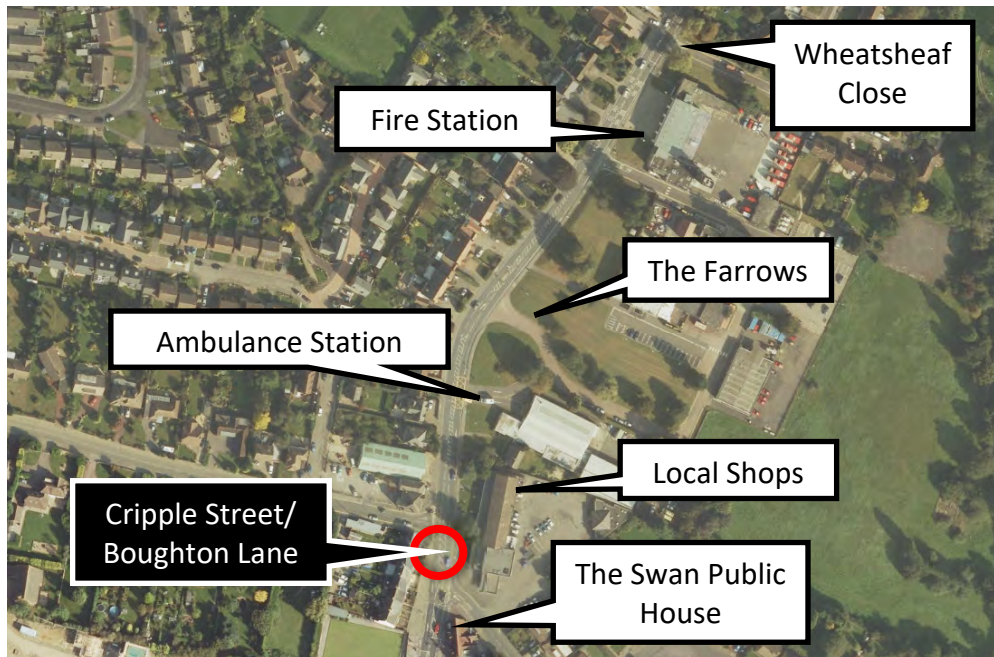 Wheatsheaf
Close
Fire Station
The Farrows
Ambulance Station
Local Shops
Cripple Street/
Boughton Lane
The Swan Public
House